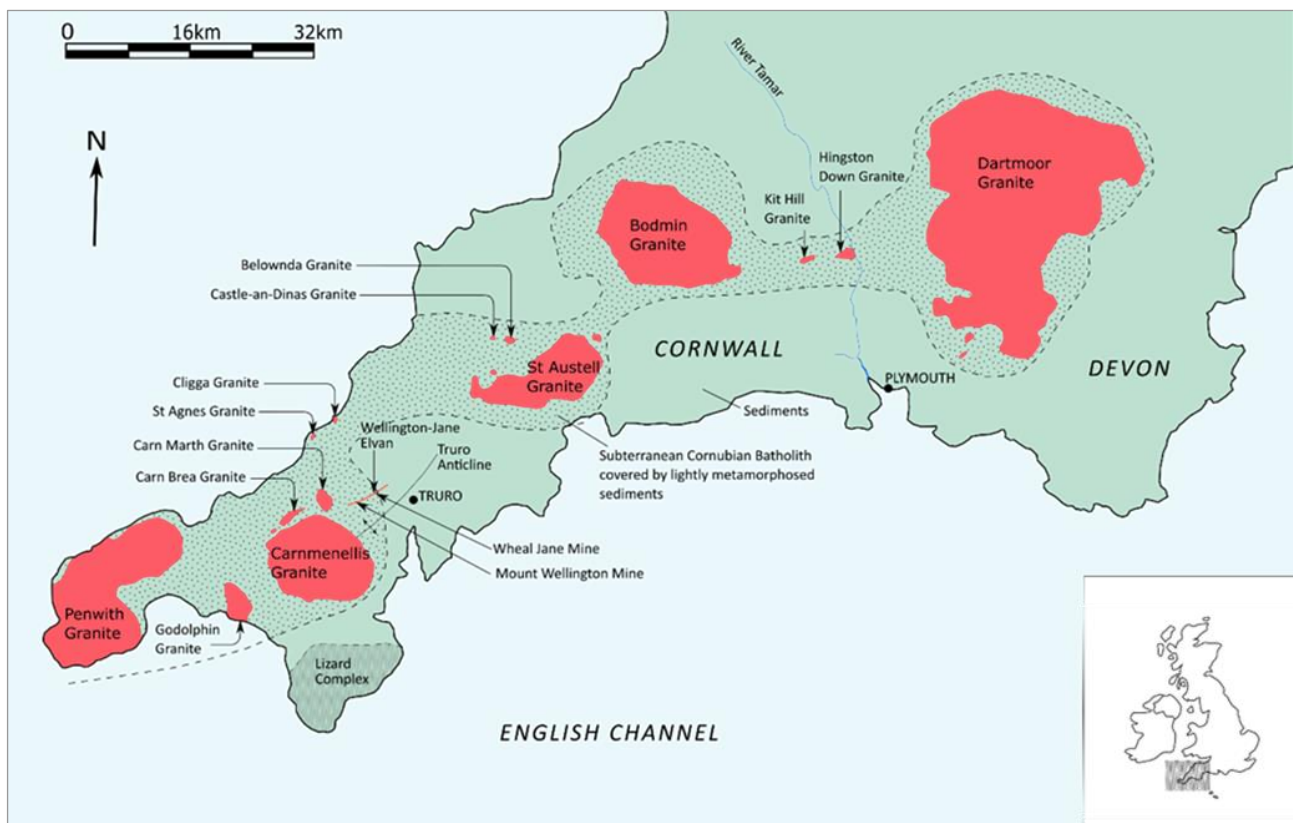 0 16km 32km
N
River Tamar
Hingston
Down Granite
Kit Hill
Granite
Dartmoor
Granite
Bodmin
Granite
Belownda Granite
Castle-an-Dinas Granite
CORNWALL
St Austell
Granite
DEVON
PLYMOUTH
Cligga Granite
St Agnes Granite
Carn Marth Granite
Carn Brea Granite
Wellington-Jane
Elvan
Truro
Anticline
Sediments
Subterranean Cornubian Batholith
covered by lightly metamorphosed
sediments
TRURO
Carnmenellis
Granite
Wheal Jane Mine
Mount Wellington Mine
Penwith
Granite
Godolphin
Granite
Lizard
Complex
ENGLISH CHANNEL